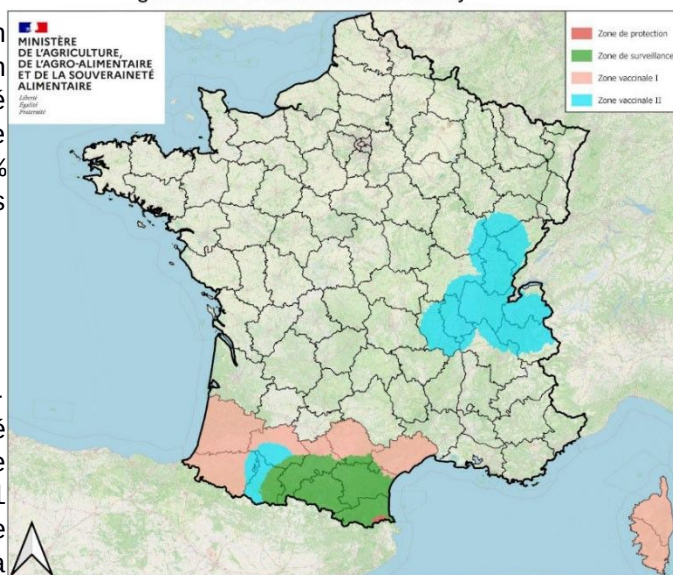 MINISTÈRE
DE L'AGRICULTURE,
DE L'AGRO-ALIMENTAIRE
ET DE LA SOUVERAINETÉ
ALIMENTAIRE
Liberté
Égalité
Fraternité
Zone de protection
Zone de surveillance
Zone vaccinale I
Zone vaccinale II